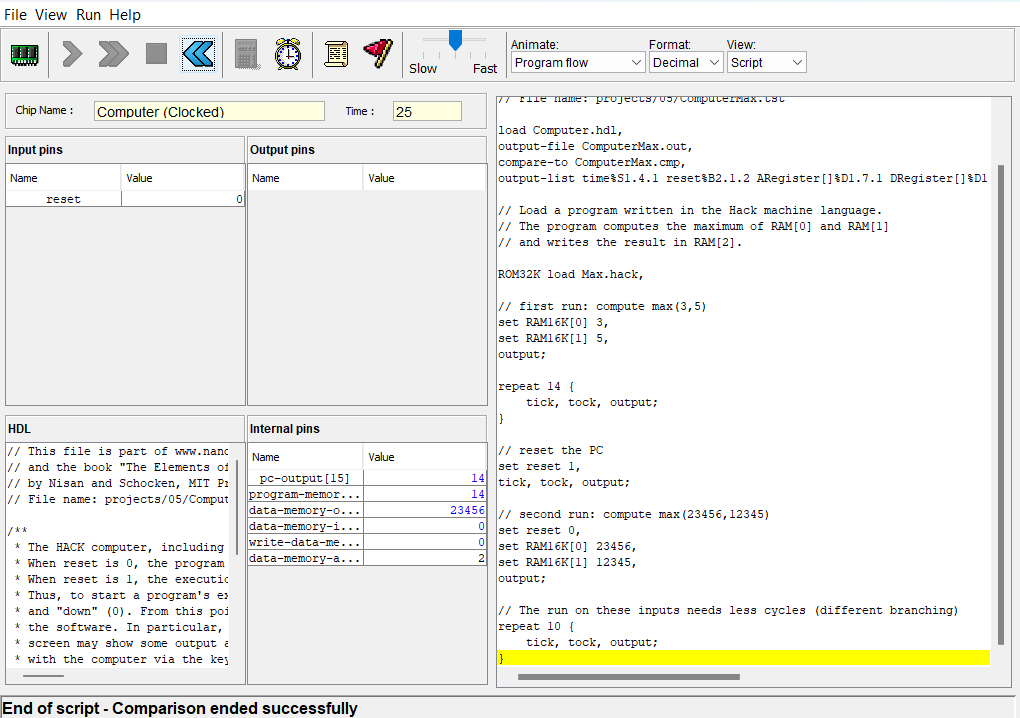 File View Run Help
Slow Fast
Animate: Format: View:
Program flow Decimal Script
Chip Name : Computer (Clocked) Time : 25
Input pins
Name Value
reset 0
Output pins
Name Value
HDL
// This file is part of www.nand
// and the book "The Elements of
// by Nisan and Schocken, MIT Pr
// File name: projects/05/Comput
/**
* The HACK computer, including
* When reset is 0, the program
* When reset is 1, the executio
* Thus, to start a program's ex
* and "down" (0). From this poi
* the software. In particular,
* screen may show some output a
* with the computer via the key
Internal pins
Name Value
pc-output[15] 14
program-memor... 14
data-memory-o... 23456
data-memory-i... 0
write-data-me... 0
data-memory-a... 2
// File name: projects/05/ComputerMax.tst
load Computer.hdl,
output-file ComputerMax.out,
compare-to ComputerMax.cmp,
output-list time%S1.4.1 reset%B2.1.2 ARegister[]%D1.7.1 DRegister[]%D1
// Load a program written in the Hack machine language.
// The program computes the maximum of RAM[0] and RAM[1]
// and writes the result in RAM[2].
ROM32K load Max.hack,
// first run: compute max(3,5)
set RAM16K[0] 3,
set RAM16K[1] 5,
output;
repeat 14 {
tick, tock, output;
}
// reset the PC
set reset 1,
tick, tock, output;
// second run: compute max(23456,12345)
set reset 0,
set RAM16K[0] 23456,
set RAM16K[1] 12345,
output;
// The run on these inputs needs less cycles (different branching)
repeat 10 {
tick, tock, output;
}
End of script - Comparison ended successfully